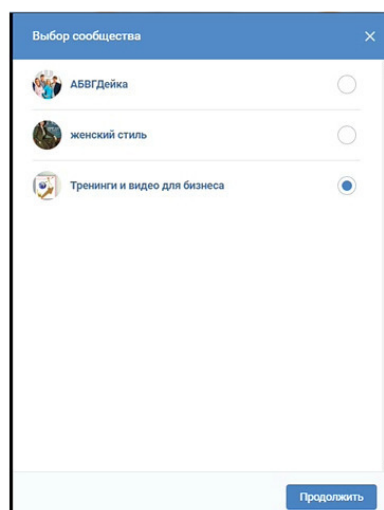 Выбор сообщества
АБВГДейка
женский стиль
Тренинги и видео для бизнеса
Продолжить